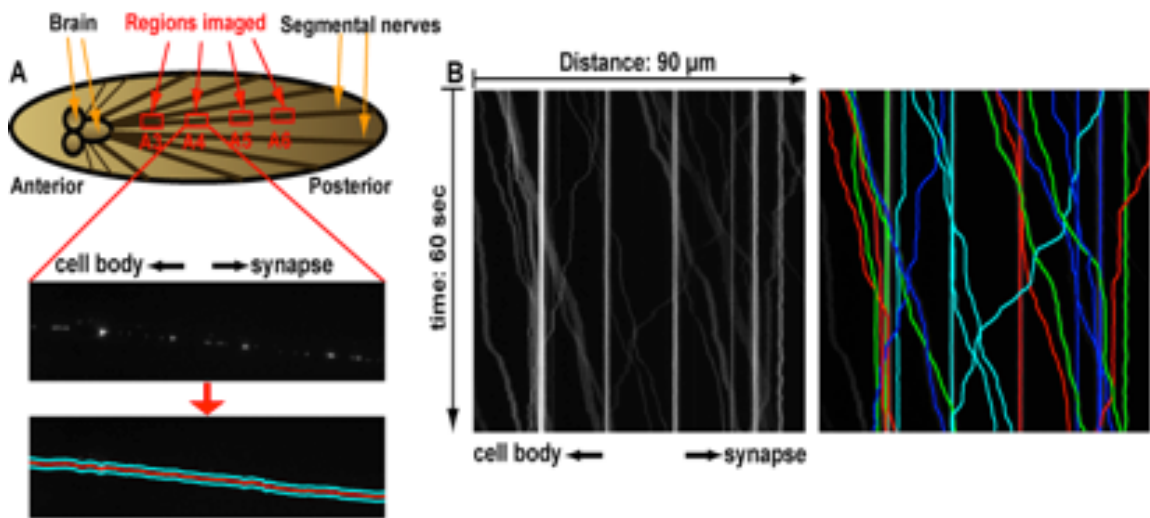 Brain
Regions imaged
Segmental nerves
A
A3 A4 A5 A6
Anterior
Posterior
cell body
synapse
B
Distance: 90 µm
time: 60 sec
cell body
synapse